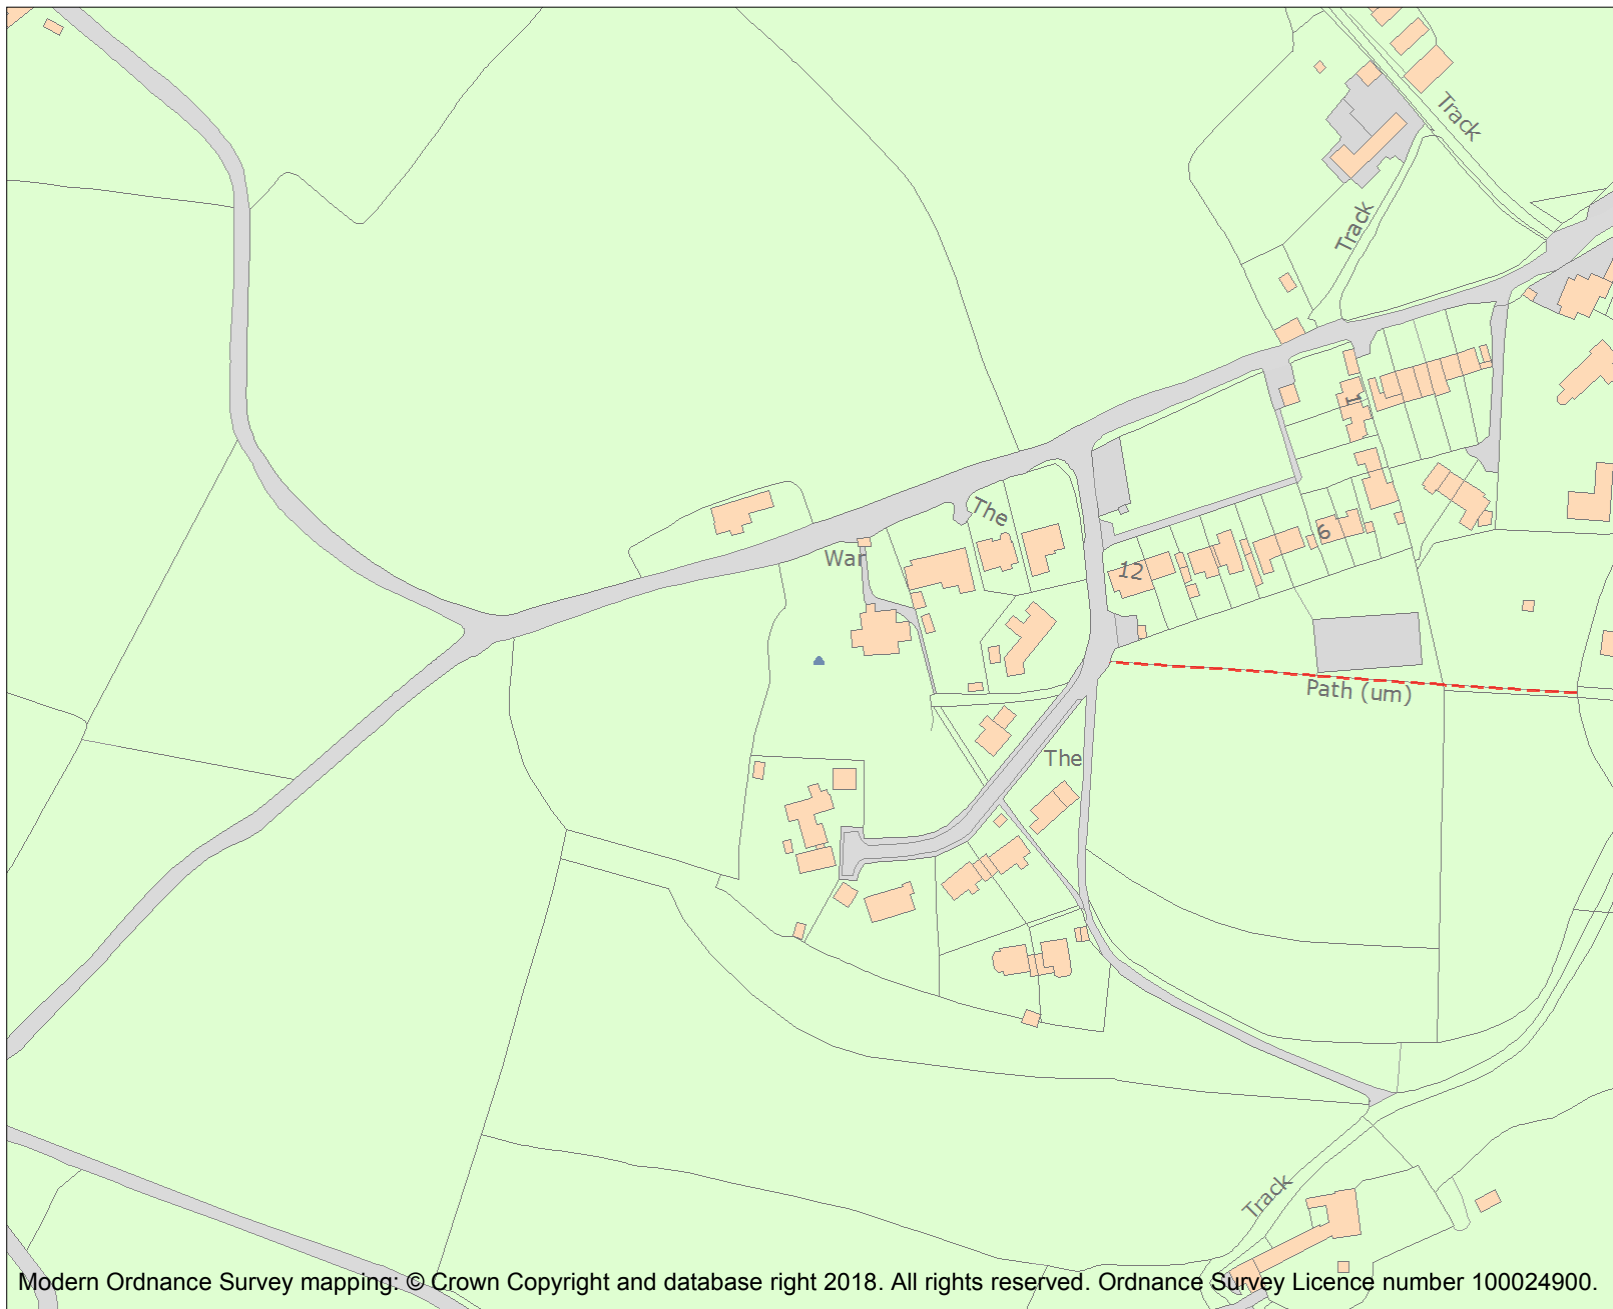 Track
Track
1
The
War
6
12
Path (um)
The
Track
Modern Ordnance Survey mapping: © Crown Copyright and database right 2018. All rights reserved. Ordnance Survey Licence number 100024900.